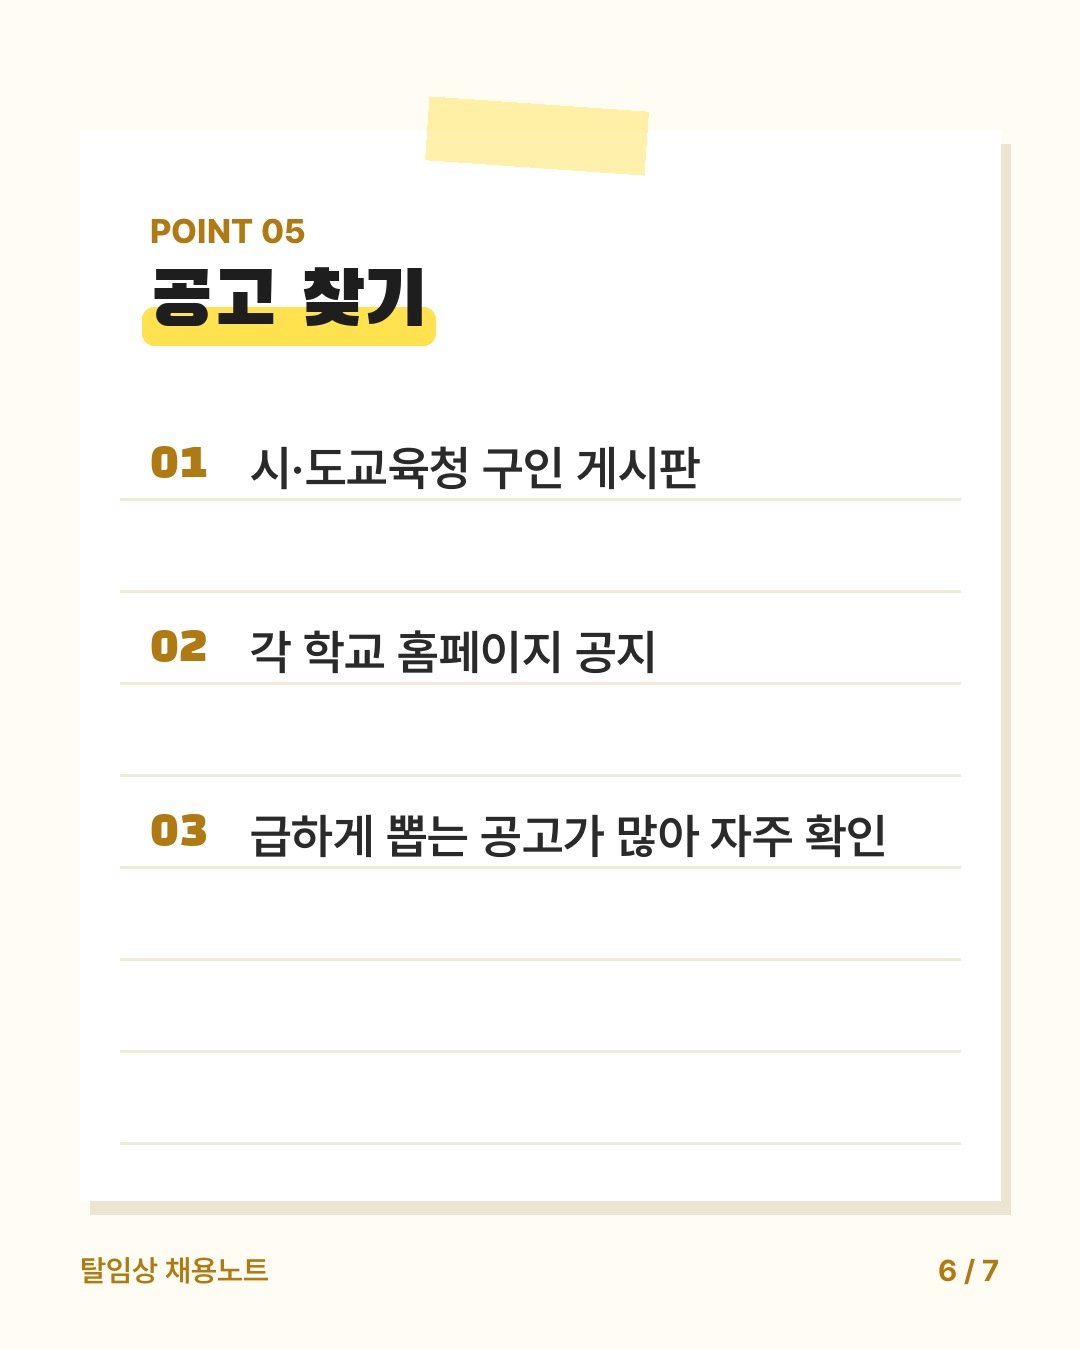 POINT 05
공고 찾기
01 시·도교육청 구인 게시판
02 각 학교 홈페이지 공지
03 급하게 뽑는 공고가 많아 자주 확인
탈임상 채용노트
6 / 7